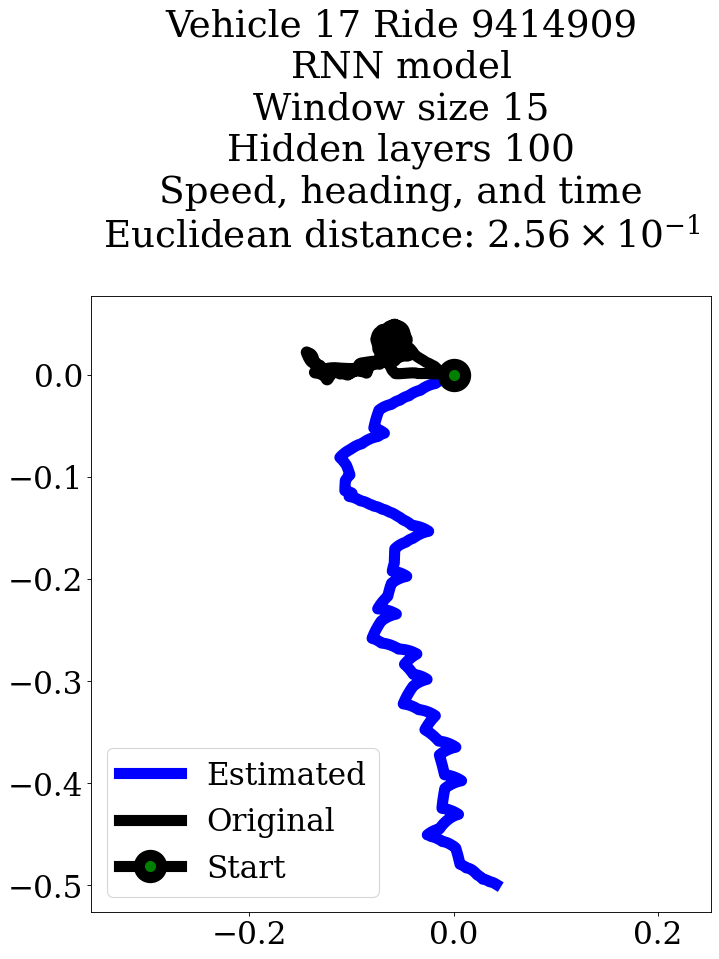 Vehicle 17 Ride 9414909
RNN model
Window size 15
Hidden layers 100
Speed, heading, and time
Euclidean distance: 2.56 × 10⁻¹
0.0
−0.1
−0.2
−0.3
−0.4
−0.5
Estimated
Original
Start
−0.2 0.0 0.2